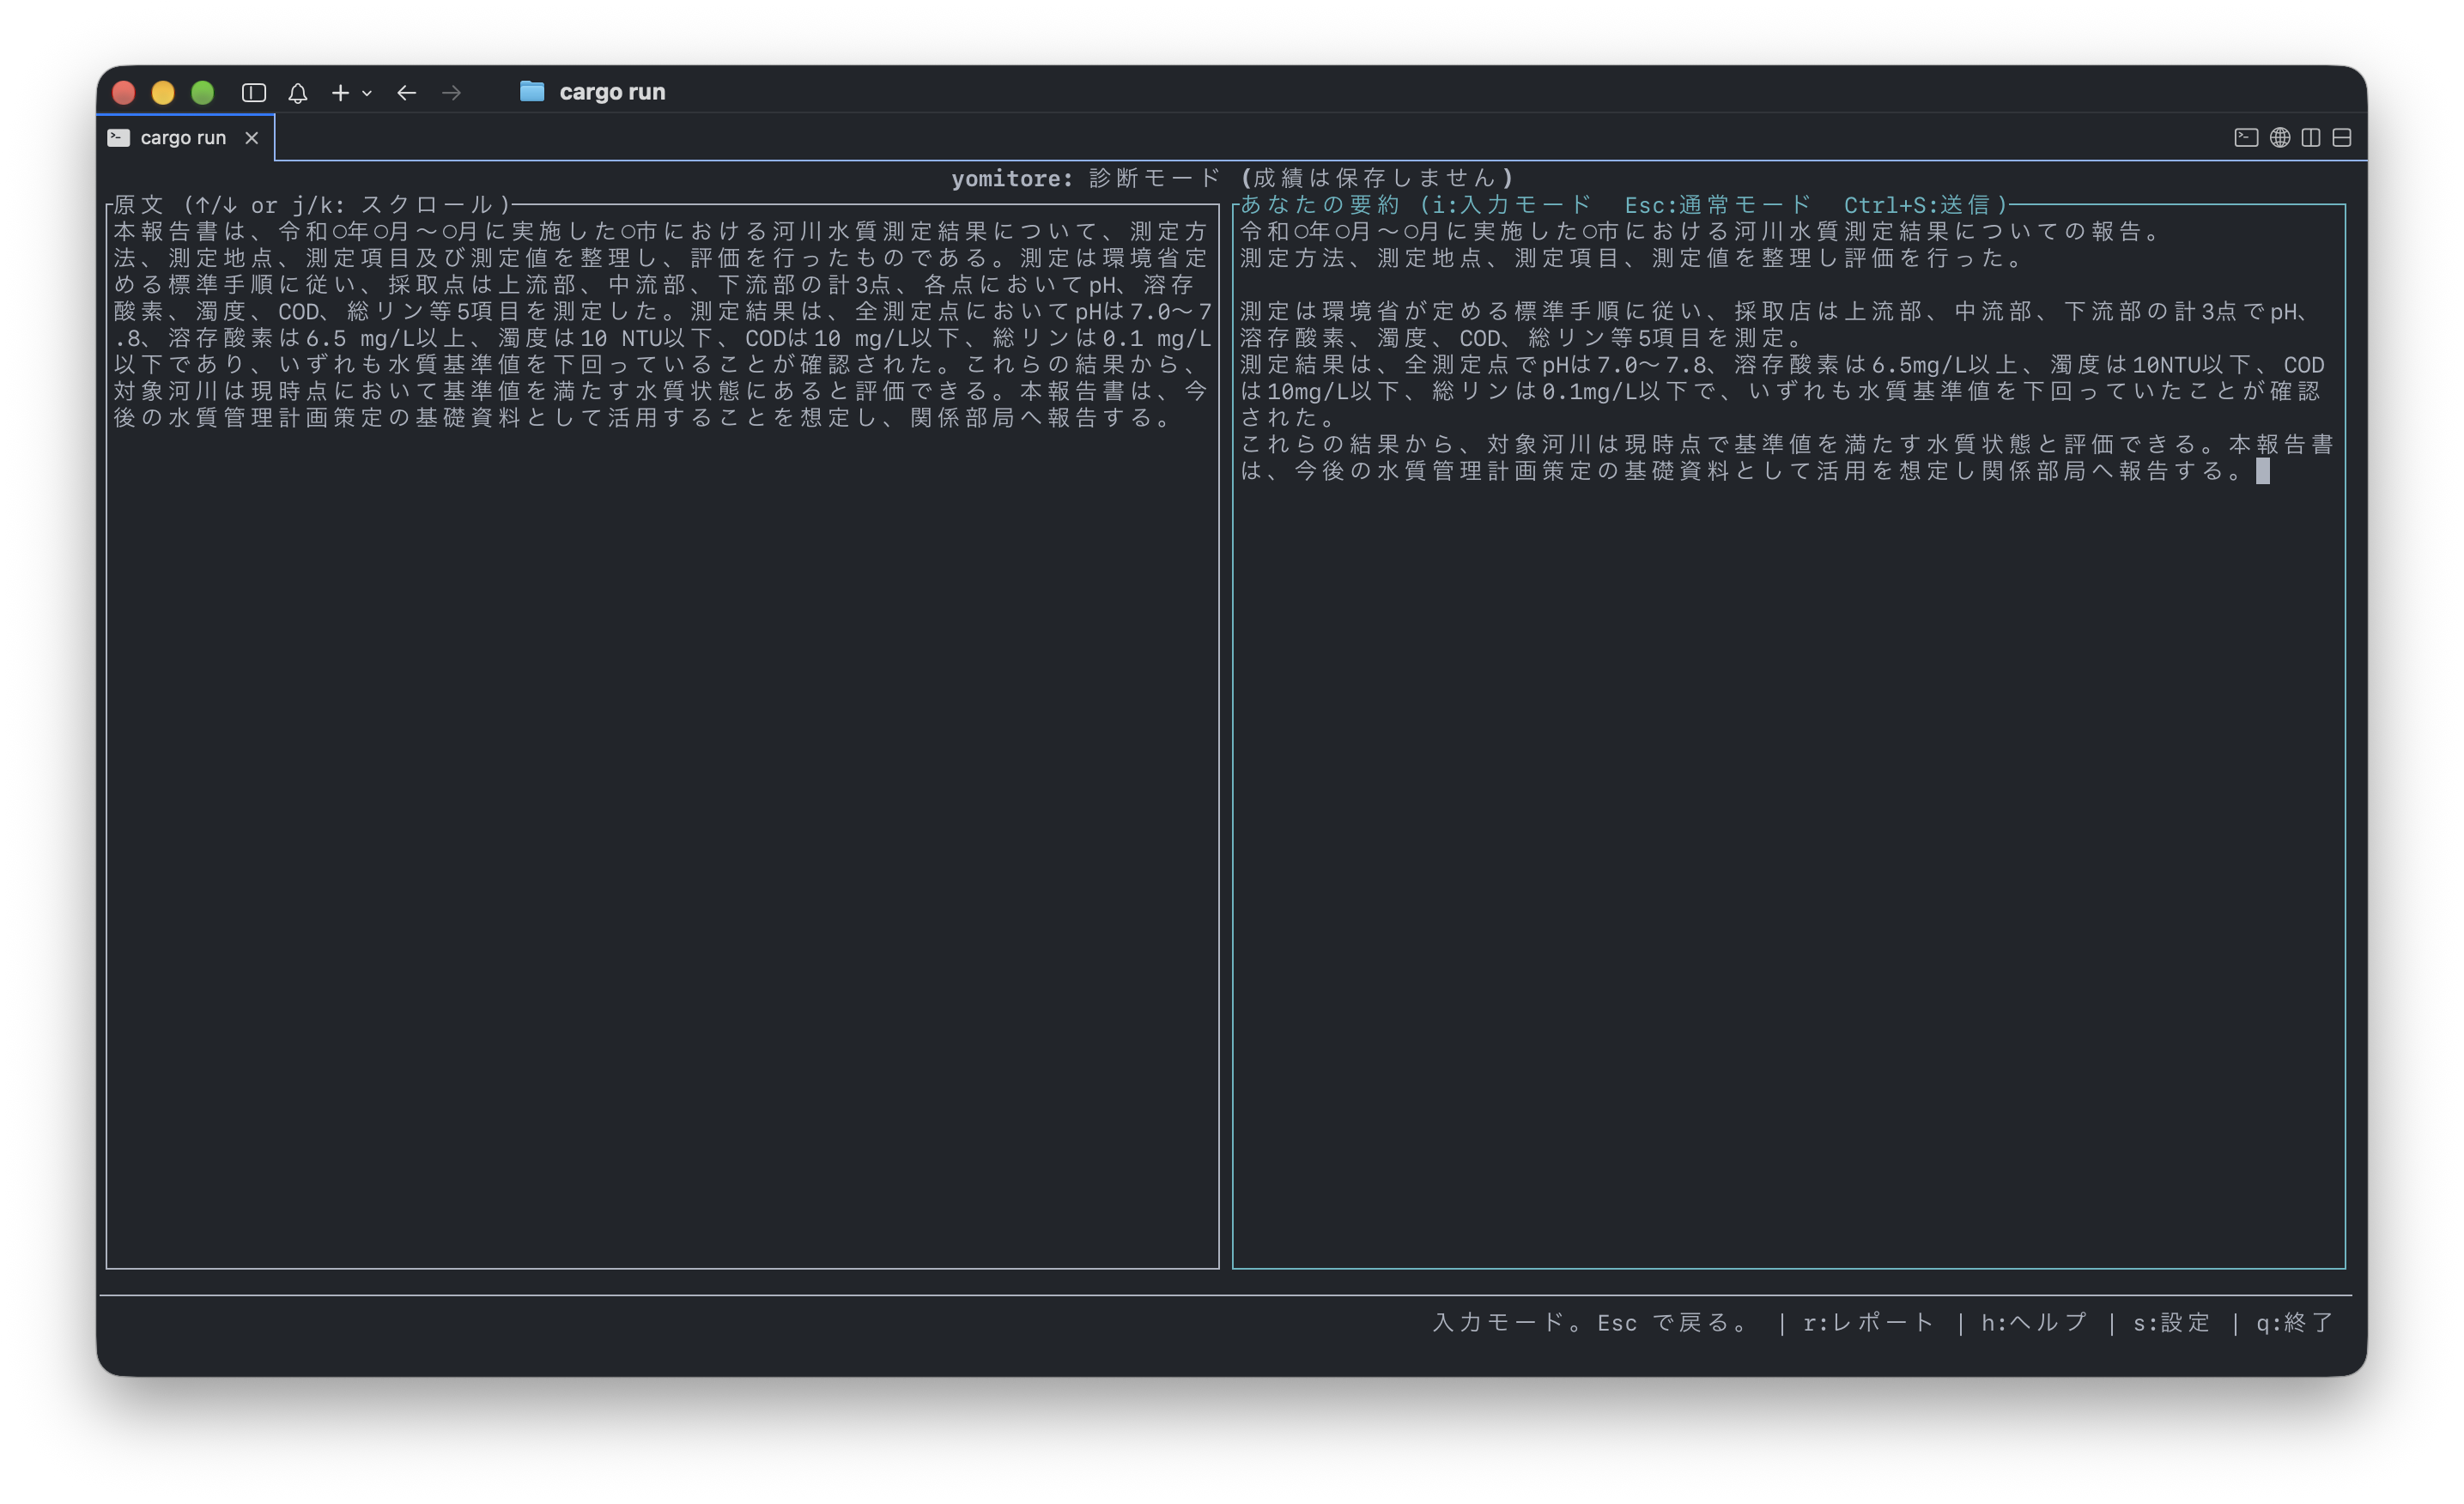 cargo run
cargo run
yomitore: 診断モード (成績は保存しません)
原文 (↑/↓ or j/k: スクロール)
本報告書は、令和○年○月～○月に実施した○市における河川水質測定結果について、測定方
法、測定地点、測定項目及び測定値を整理し、評価を行ったものである。測定は環境省定
める標準手順に従い、採取点は上流部、中流部、下流部の計3点、各点においてpH、溶存
酸素、濁度、COD、総リン等5項目を測定した。測定結果は、全測定点においてpHは7.0～7
.8、溶存酸素は6.5 mg/L以上、濁度は10 NTU以下、CODは10 mg/L以下、総リンは0.1 mg/L
以下であり、いずれも水質基準値を下回っていることが確認された。これらの結果から、
対象河川は現時点において基準値を満たす水質状態にあると評価できる。本報告書は、今
後の水質管理計画策定の基礎資料として活用することを想定し、関係部局へ報告する。
あなたの要約 (i:入力モード Esc:通常モード Ctrl+S:送信)
令和○年○月～○月に実施した○市における河川水質測定結果についての報告。
測定方法、測定地点、測定項目、測定値を整理し評価を行った。
測定は環境省が定める標準手順に従い、採取店は上流部、中流部、下流部の計3点でpH、
溶存酸素、濁度、COD、総リン等5項目を測定。
測定結果は、全測定点でpHは7.0～7.8、溶存酸素は6.5mg/L以上、濁度は10NTU以下、COD
は10mg/L以下、総リンは0.1mg/L以下で、いずれも水質基準値を下回っていたことが確認
された。
これらの結果から、対象河川は現時点で基準値を満たす水質状態と評価できる。本報告書
は、今後の水質管理計画策定の基礎資料として活用を想定し関係部局へ報告する。
入力モード。Esc で戻る。 | r:レポート | h:ヘルプ | s:設定 | q:終了